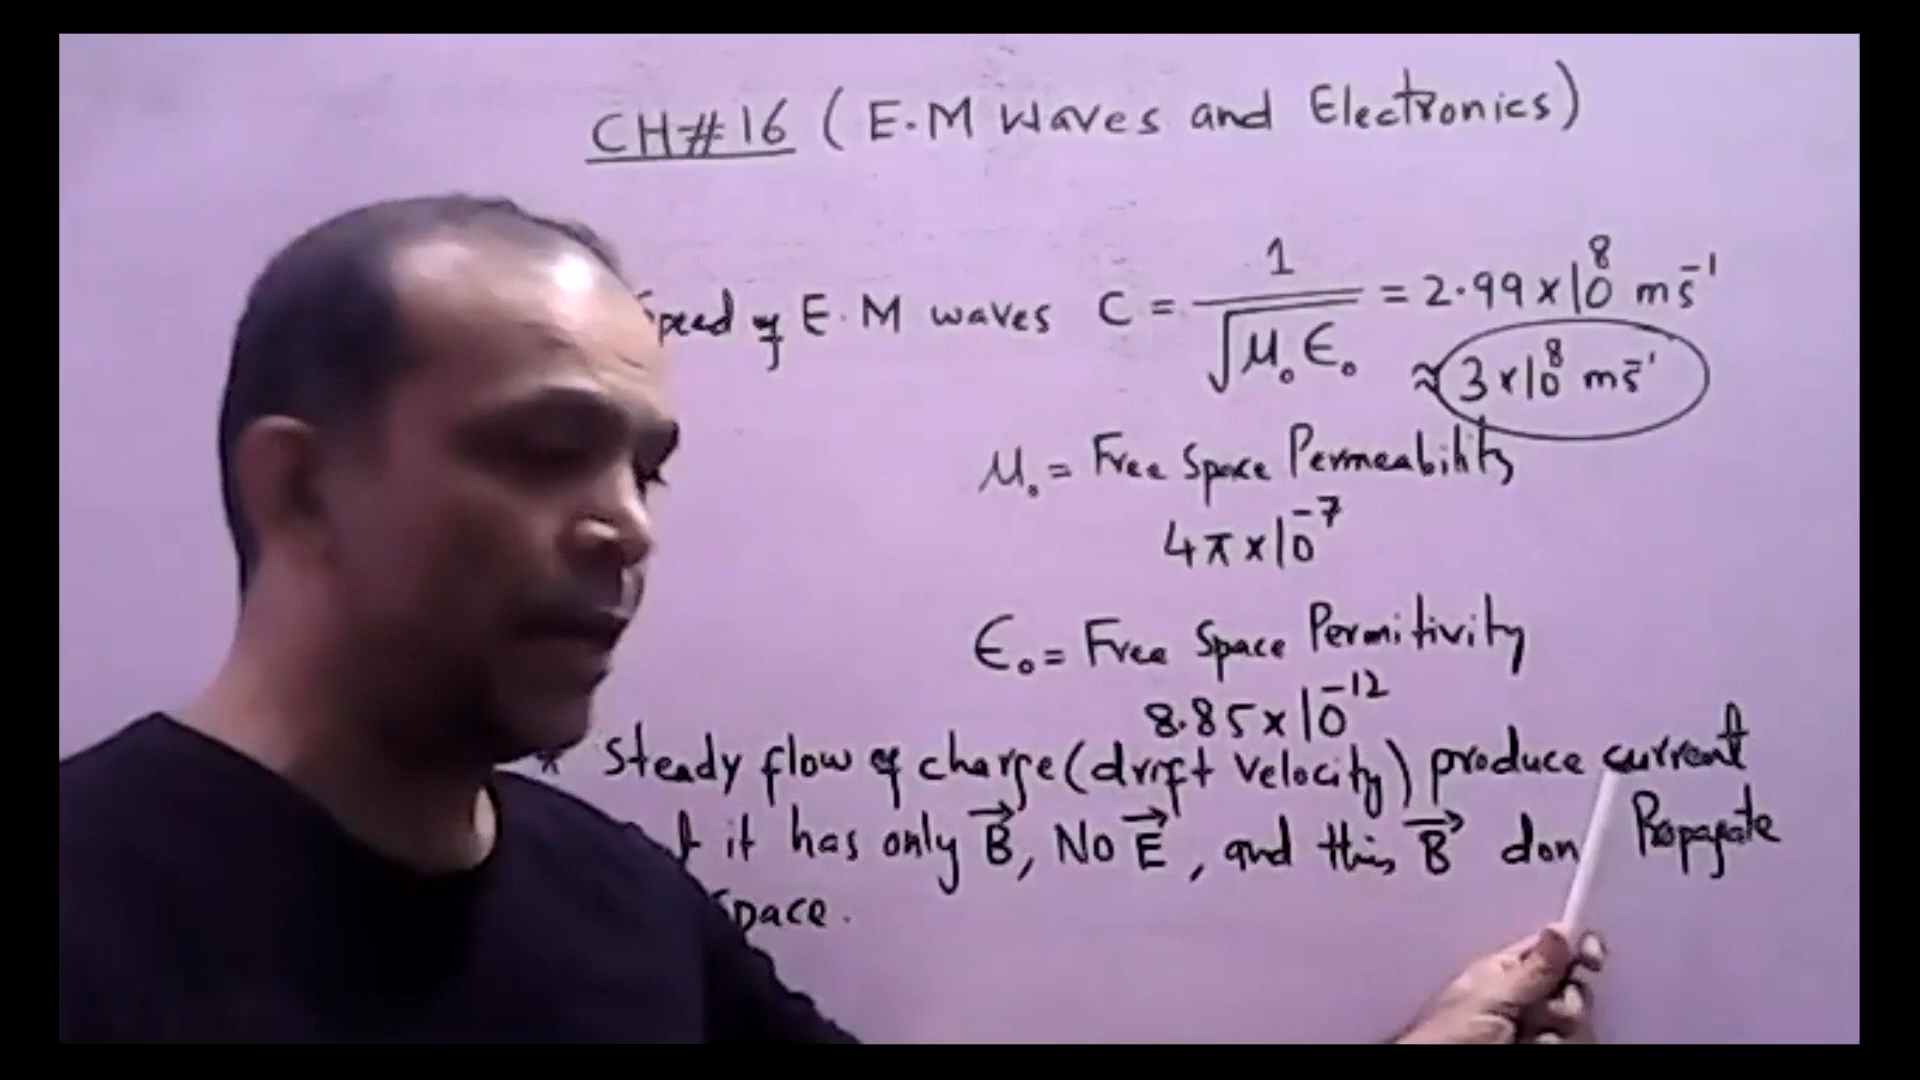 CH#16 ( E.M Waves and Electronics)
Speed of E.M waves C = 1/√μ₀ε₀ = 2.99×10⁸ ms⁻¹
≈ 3×10⁸ ms⁻¹
μ₀ = Free Space Permeability
4π×10⁻⁷
ε₀ = Free Space Permitivity
8.85×10⁻¹²
* Steady flow of charge (drift velocity) produce current
it has only B⃗, No E⃗, and this B⃗ don Propagate
Space.